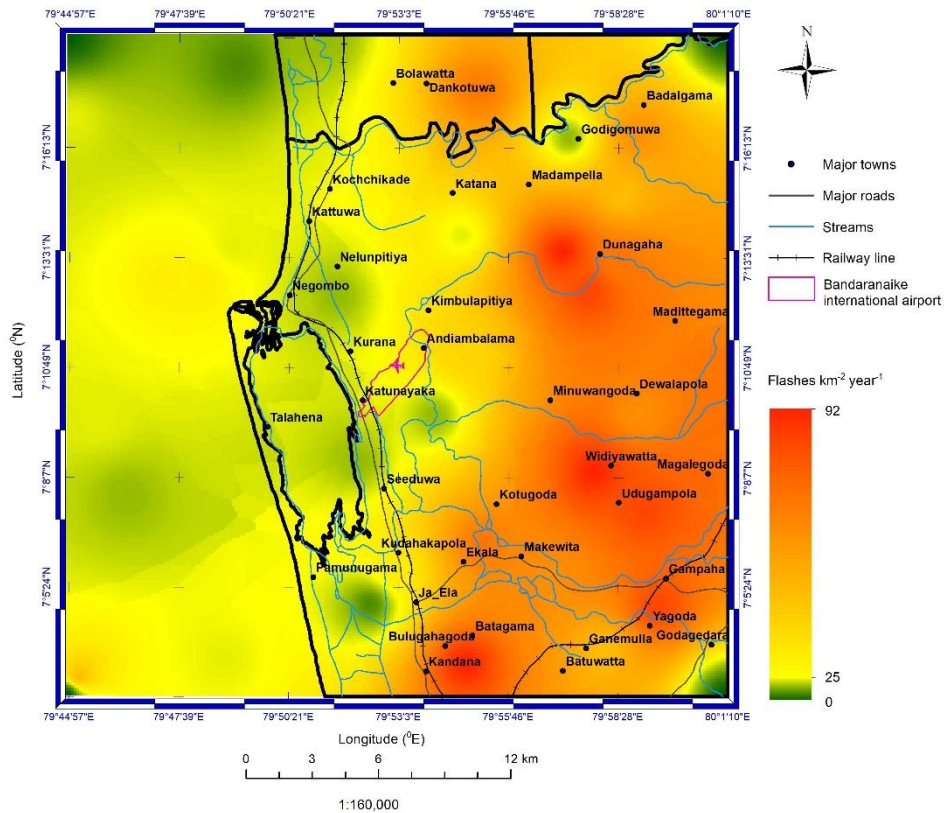 79°44'57"E 79°47'39"E 79°50'21"E 79°53'3"E 79°55'46"E 79°58'28"E 80°1'10"E
N
Bolawatta
Dankotuwa
Badalgama
Godigomuwa
7°16'13"N 7°16'13"N
Kochchikade
Katana
Madampella
Kattuwa
Dunagaha
7°13'31"N 7°13'31"N
Nelunpitiya
Negombo
Kimbulapitiya
Madittegama
Andiambalama
Kurana
7°10'49"N 7°10'49"N
Katunayaka
Minuwangoda
Dewalapola
Talahena
Widiyawatta
Magalegoda
7°8'7"N 7°8'7"N
Seeduwa
Kotugoda
Udugampola
Kudahakapola
Ekala
Makewita
Pamunugama
Gampaha
7°5'24"N 7°5'24"N
Ja_Ela
Yagoda
Batagama
Bulugahagoda
Ganemulla
Godagedara
Kandana
Batuwatta
79°44'57"E 79°47'39"E 79°50'21"E 79°53'3"E 79°55'46"E 79°58'28"E 80°1'10"E
Latitude (⁰N)
Longitude (⁰E)
0 3 6 9 12 km
1:160,000
Major towns
Major roads
Streams
Railway line
Bandaranaike
international airport
Flashes km⁻² year⁻¹
92
25
0